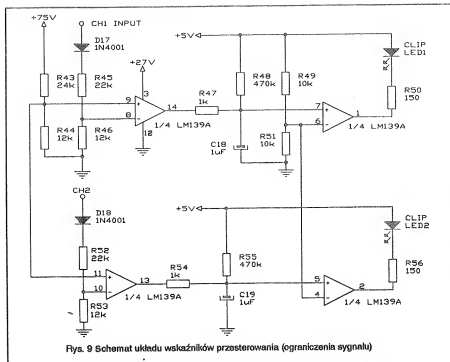 +75V
CH1 INPUT
D17
1N4001
+27V
R43
24k
R45
22k
3
9
+
8
-
14
12
1/4 LM139A
R44
12k
R46
12k
R47
1k
+5V
R48
470k
R49
10k
C18
1uF
R51
10k
7
+
6
-
1
1/4 LM139A
CLIP
LED1
R50
150
CH2
D18
1N4001
R52
22k
11
+
10
-
13
1/4 LM139A
R53
12k
R54
1k
+5V
R55
470k
C19
1uF
5
+
4
-
2
1/4 LM139A
CLIP
LED2
R56
150
Rys. 9 Schemat układu wskaźników przesterowania (ograniczenia sygnału)